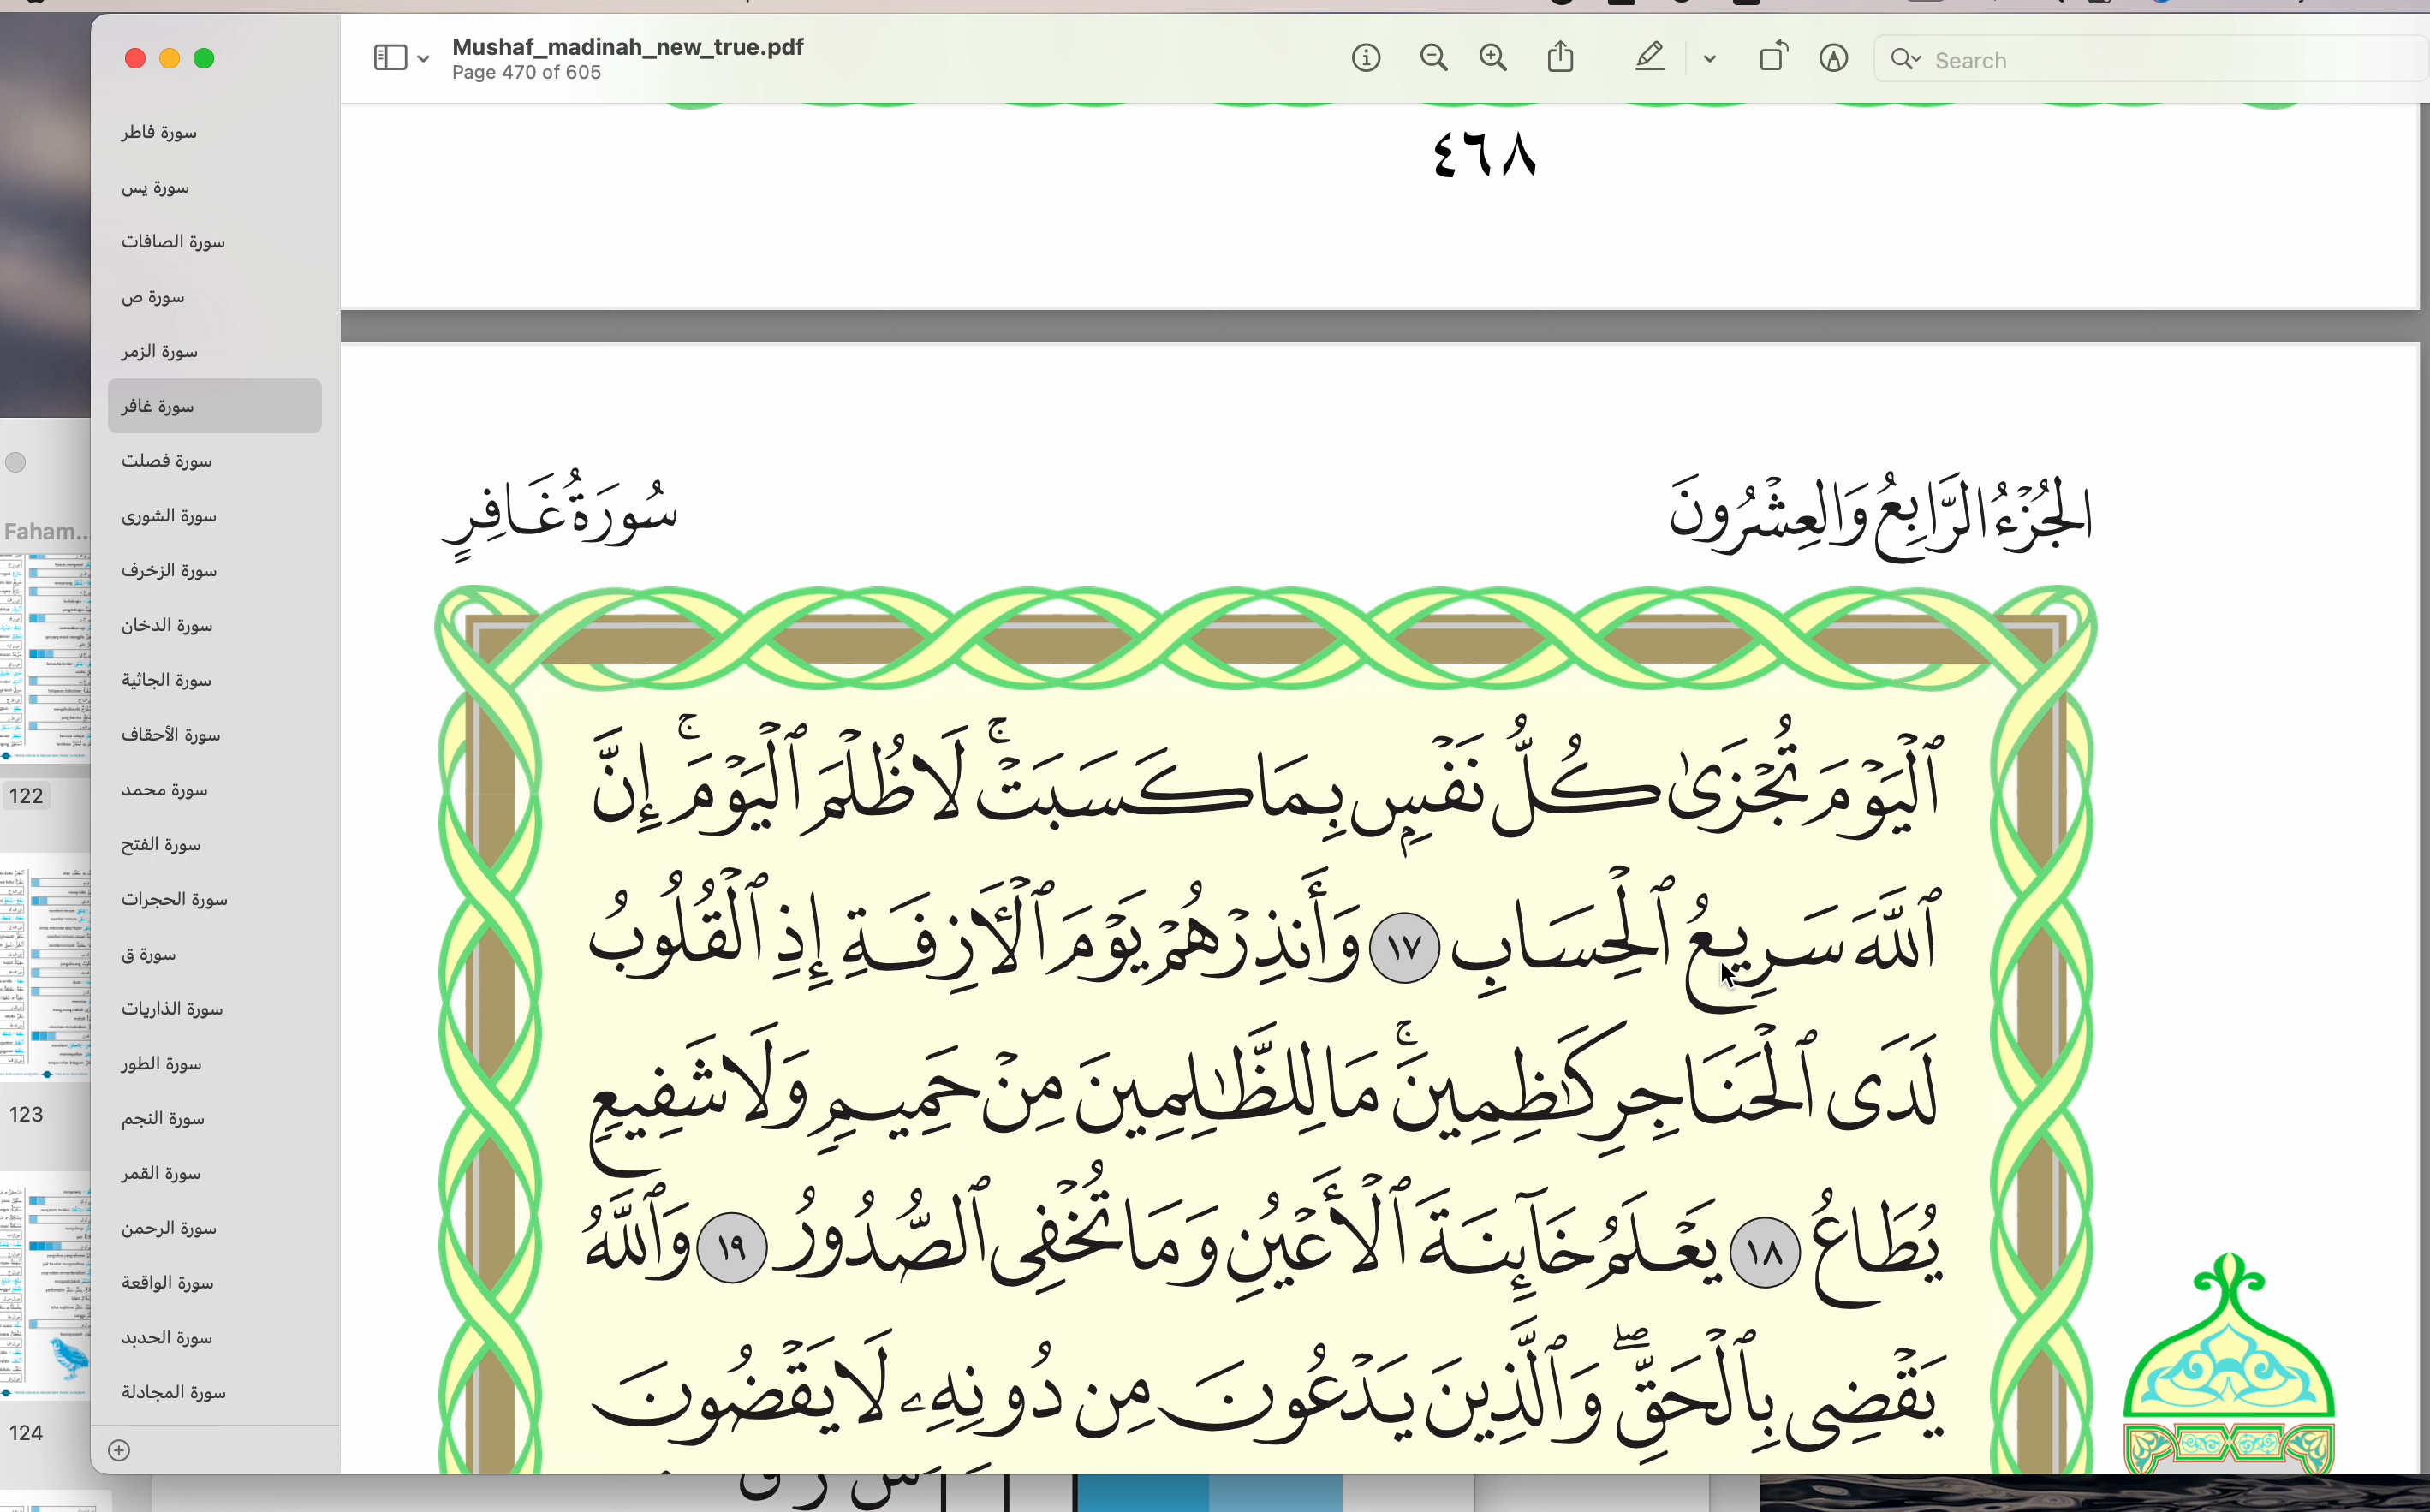 Mushaf_madinah_new_true.pdf
Page 470 of 605
Search
سورة فاطر
سورة يس
سورة الصافات
سورة ص
سورة الزمر
سورة غافر
سورة فصلت
سورة الشورى
سورة الزخرف
سورة الدخان
سورة الجاثية
سورة الأحقاف
سورة محمد
سورة الفتح
سورة الحجرات
سورة ق
سورة الذاريات
سورة الطور
سورة النجم
سورة القمر
سورة الرحمن
سورة الواقعة
سورة الحديد
سورة المجادلة
Faham...
122
123
124
٤٦٨
الجُزْءُ الرَّابِعُ وَالعِشْرُونَ
سُورَةُ غَافِرٍ
ٱلْيَوْمَ تُجْزَىٰ كُلُّ نَفْسٍۭ بِمَا كَسَبَتْۚ لَا ظُلْمَ ٱلْيَوْمَۚ إِنَّ
ٱللَّهَ سَرِيعُ ٱلْحِسَابِ ١٧ وَأَنذِرْهُمْ يَوْمَ ٱلْأَزِفَةِ إِذِ ٱلْقُلُوبُ
لَدَى ٱلْحَنَاجِرِ كَٰظِمِينَۚ مَا لِلظَّٰلِمِينَ مِنْ حَمِيمٍ وَلَا شَفِيعٍ
يُطَاعُ ١٨ يَعْلَمُ خَآئِنَةَ ٱلْأَعْيُنِ وَمَا تُخْفِى ٱلصُّدُورُ ١٩ وَٱللَّهُ
يَقْضِى بِٱلْحَقِّۖ وَٱلَّذِينَ يَدْعُونَ مِن دُونِهِۦ لَا يَقْضُونَ